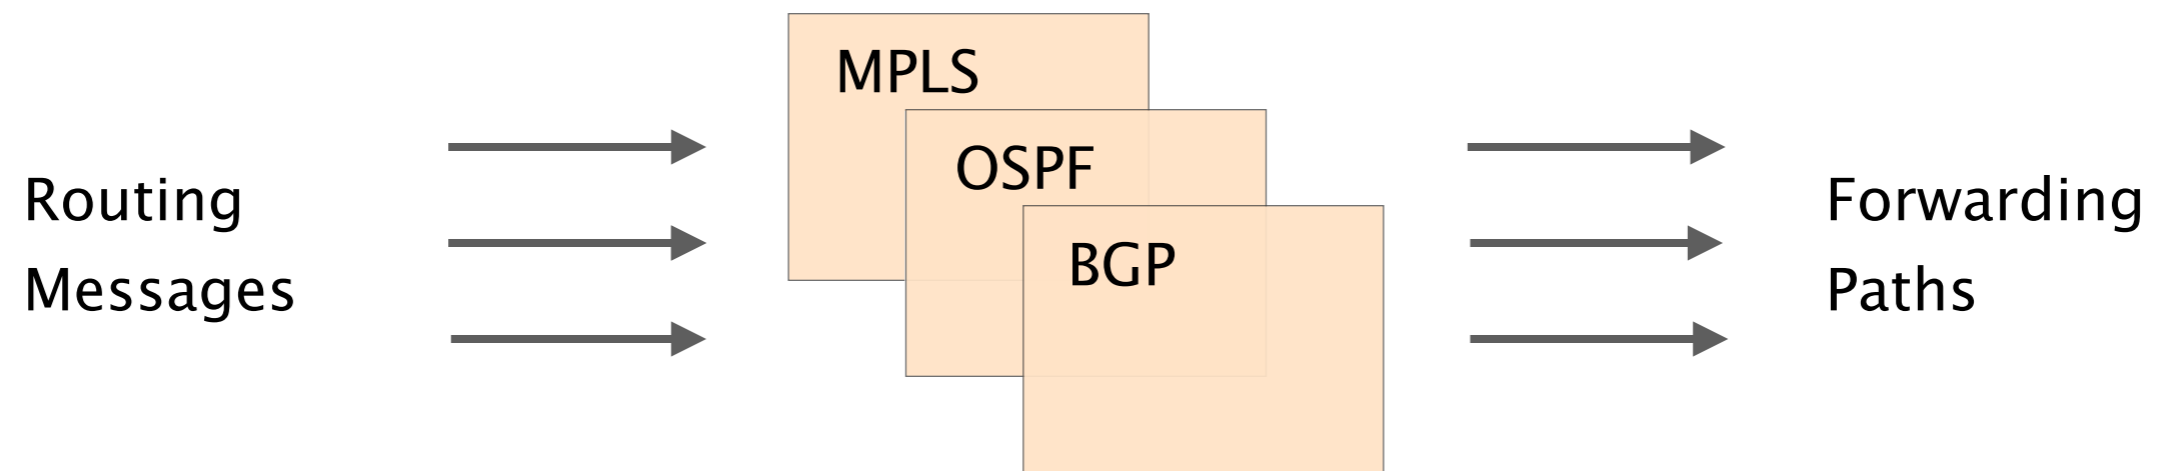 Routing
Messages
MPLS
OSPF
BGP
Forwarding
Paths